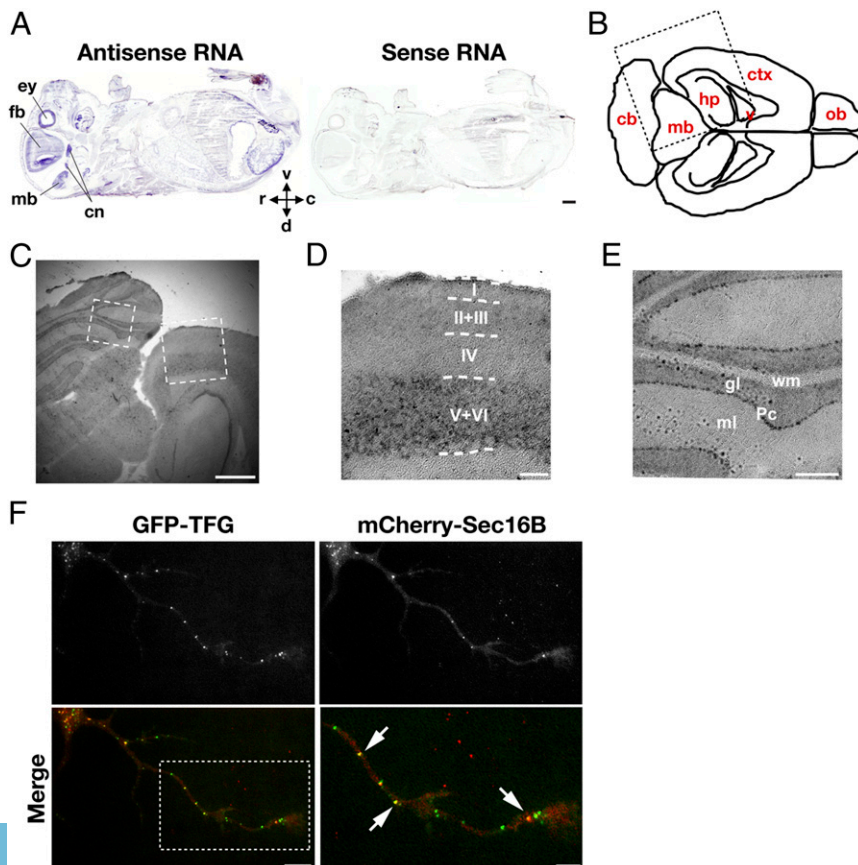 A
Antisense RNA
Sense RNA
ey
fb
mb
cn
v
r
c
d
B
ctx
hp
x
cb
mb
ob
C
D
I
II+III
IV
V+VI
E
wm
gl
Pc
ml
F
GFP-TFG
mCherry-Sec16B
Merge